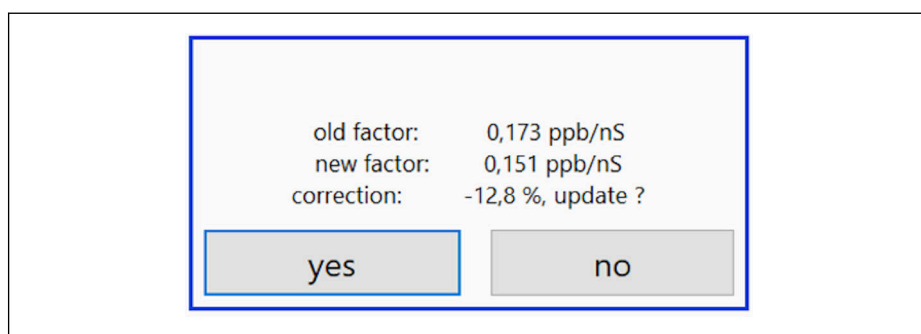 old factor: 0,173 ppb/nS
new factor: 0,151 ppb/nS
correction: -12,8 %, update ?
yes no